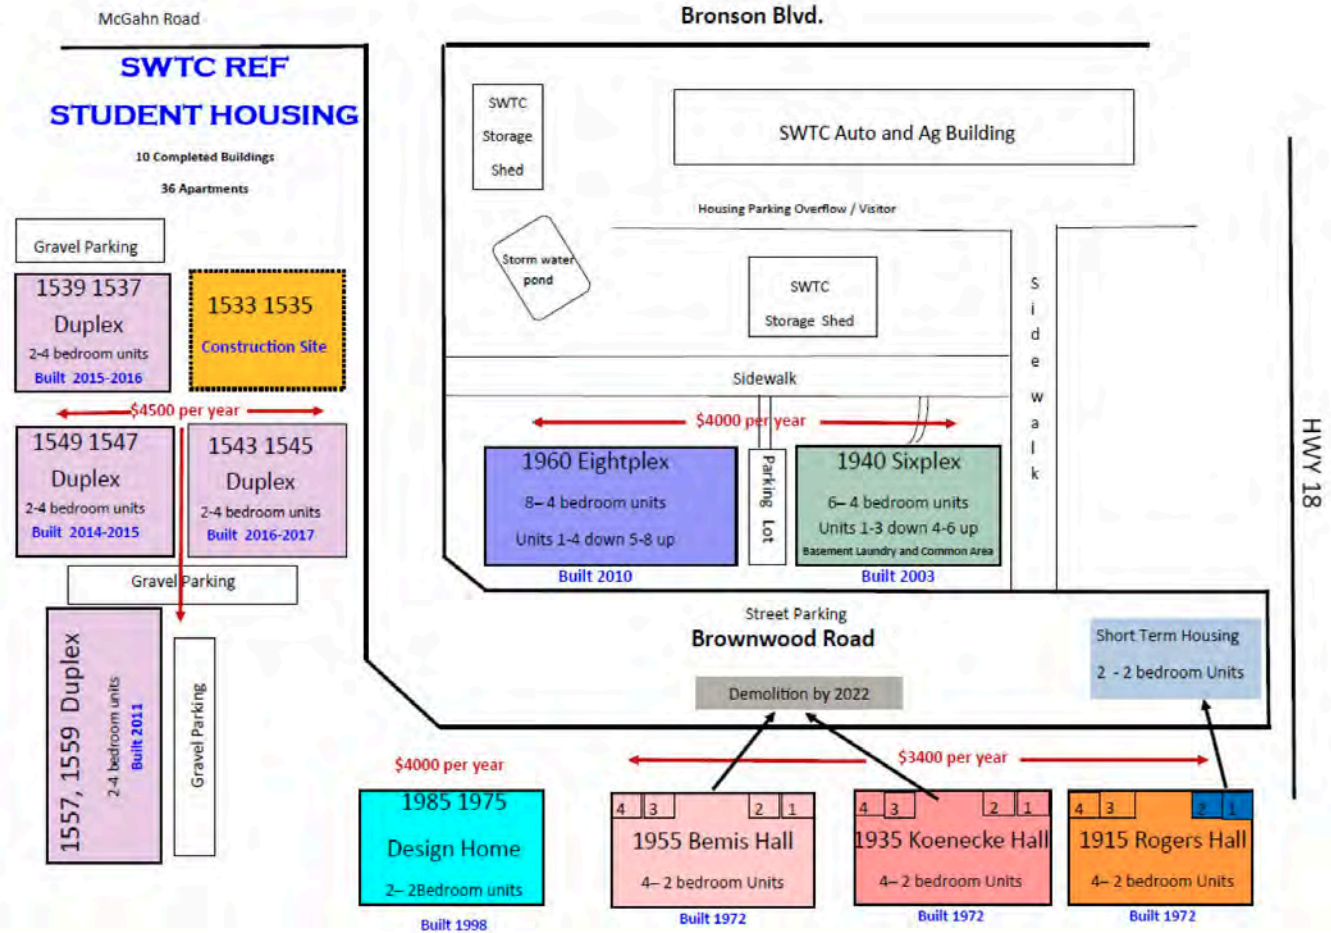 McGahn Road
SWTC REF
STUDENT HOUSING
10 Completed Buildings
36 Apartments
Gravel Parking
1539 1537
Duplex
2-4 bedroom units
Built 2015-2016
1533 1535
Construction Site
$4500 per year
1549 1547
Duplex
2-4 bedroom units
Built 2014-2015
1543 1545
Duplex
2-4 bedroom units
Built 2016-2017
Gravel Parking
1557, 1559 Duplex
2-4 bedroom units
Built 2011
Gravel Parking
Bronson Blvd.
SWTC
Storage
Shed
SWTC Auto and Ag Building
Housing Parking Overflow / Visitor
Storm water
pond
SWTC
Storage Shed
Sidewalk
Sidewalk
$4000 per year
1960 Eightplex
8– 4 bedroom units
Units 1-4 down 5-8 up
Built 2010
Parking Lot
1940 Sixplex
6– 4 bedroom units
Units 1-3 down 4-6 up
Basement Laundry and Common Area
Built 2003
HWY 18
Street Parking
Brownwood Road
Short Term Housing
2 - 2 bedroom Units
Demolition by 2022
$4000 per year
1985 1975
Design Home
2– 2Bedroom units
Built 1998
$3400 per year
4 3 2 1
1955 Bemis Hall
4– 2 bedroom Units
Built 1972
4 3 2 1
1935 Koenecke Hall
4– 2 bedroom Units
Built 1972
4 3 2 1
1915 Rogers Hall
4– 2 bedroom Units
Built 1972